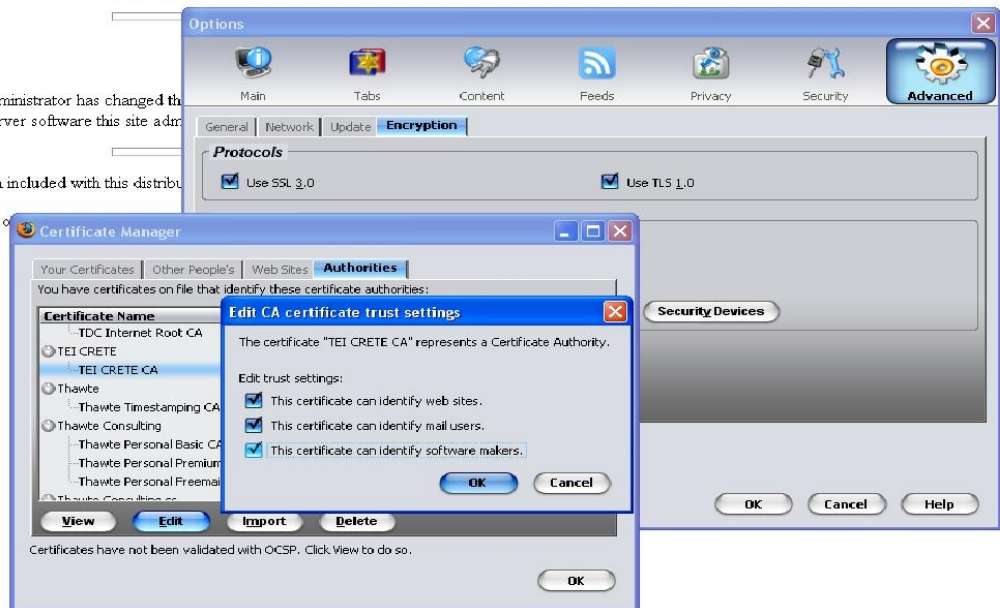 Options
Main Tabs Content Feeds Privacy Security Advanced
ministrator has changed th
rver software this site adm
General Network Update Encryption
Protocols
Use SSL 3.0 Use TLS 1.0
included with this distribu
Certificate Manager
Your Certificates Other People's Web Sites Authorities
You have certificates on file that identify these certificate authorities:
Certificate Name
TDC Internet Root CA
TEI CRETE
TEI CRETE CA
Thawte
Thawte Timestamping CA
Thawte Consulting
Thawte Personal Basic CA
Thawte Personal Premium
Thawte Personal Freemai
Thawte Consulting cc
Edit CA certificate trust settings
The certificate "TEI CRETE CA" represents a Certificate Authority.
Edit trust settings:
This certificate can identify web sites.
This certificate can identify mail users.
This certificate can identify software makers.
OK Cancel
Security Devices
View Edit Import Delete
Certificates have not been validated with OCSP. Click View to do so.
OK
OK Cancel Help